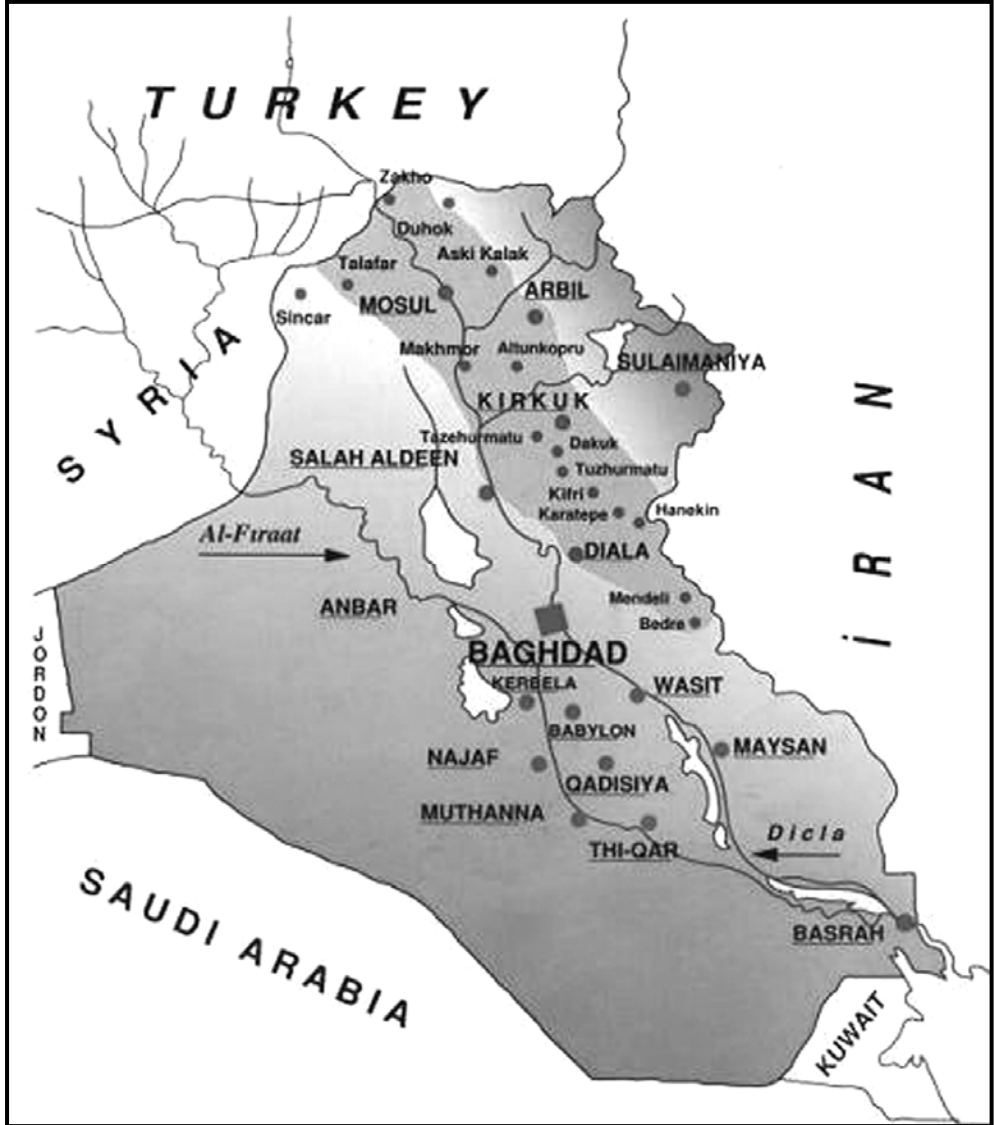 TURKEY
Zakho
Duhok
Aski Kalak
Talafar
ARBIL
MOSUL
Sincar
SYRIA
Makhmor
Altunkopru
SULAIMANIYA
KIRKUK
Tazehurmatu
Dakuk
SALAH ALDEEN
Tuzhurmatu
Kifri
Karatepe
Hanekin
İRAN
Al-Fıraat
DIALA
ANBAR
Mendeli
Bedre
JORDON
BAGHDAD
KERBELA
WASIT
BABYLON
MAYSAN
NAJAF
QADISIYA
MUTHANNA
Dicla
THI-QAR
SAUDI ARABIA
BASRAH
KUWAIT